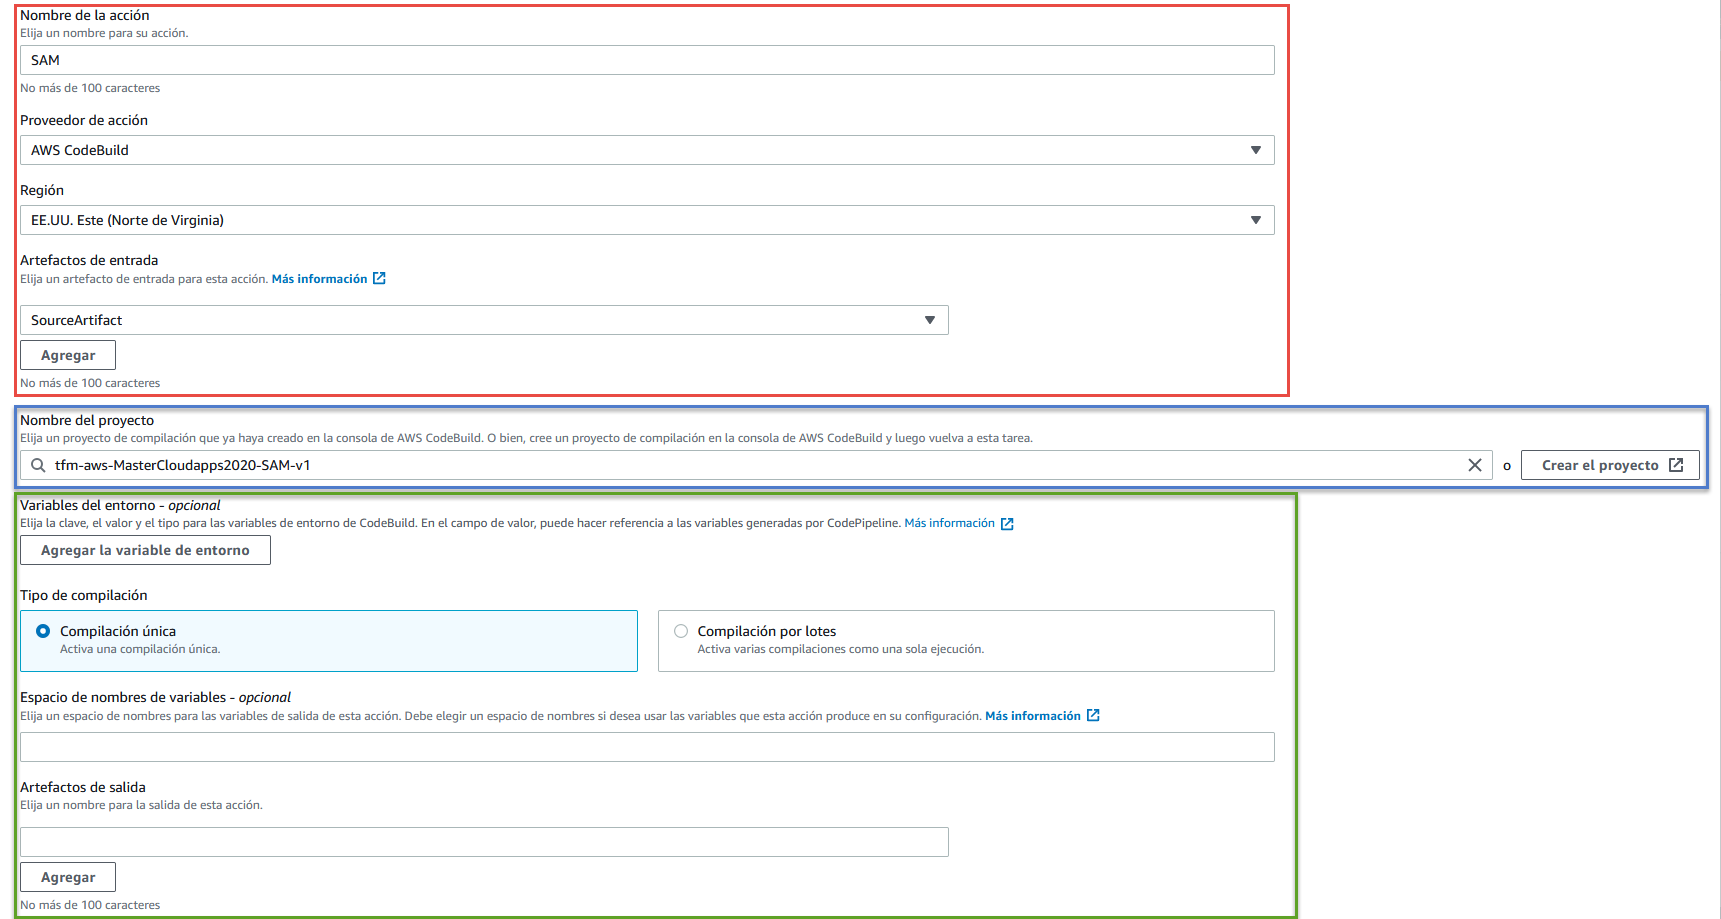 Nombre de la acción
Elija un nombre para su acción.
SAM
No más de 100 caracteres
Proveedor de acción
AWS CodeBuild
Región
EE.UU. Este (Norte de Virginia)
Artefactos de entrada
Elija un artefacto de entrada para esta acción. Más información
SourceArtifact
Agregar
No más de 100 caracteres
Nombre del proyecto
Elija un proyecto de compilación que ya haya creado en la consola de AWS CodeBuild. O bien, cree un proyecto de compilación en la consola de AWS CodeBuild y luego vuelva a esta tarea.
tfm-aws-MasterCloudapps2020-SAM-v1 o Crear el proyecto
Variables del entorno - opcional
Elija la clave, el valor y el tipo para las variables de entorno de CodeBuild. En el campo de valor, puede hacer referencia a las variables generadas por CodePipeline. Más información
Agregar la variable de entorno
Tipo de compilación
Compilación única Compilación por lotes
Activa una compilación única. Activa varias compilaciones como una sola ejecución.
Espacio de nombres de variables - opcional
Elija un espacio de nombres para las variables de salida de esta acción. Debe elegir un espacio de nombres si desea usar las variables que esta acción produce en su configuración. Más información
Artefactos de salida
Elija un nombre para la salida de esta acción.
Agregar
No más de 100 caracteres